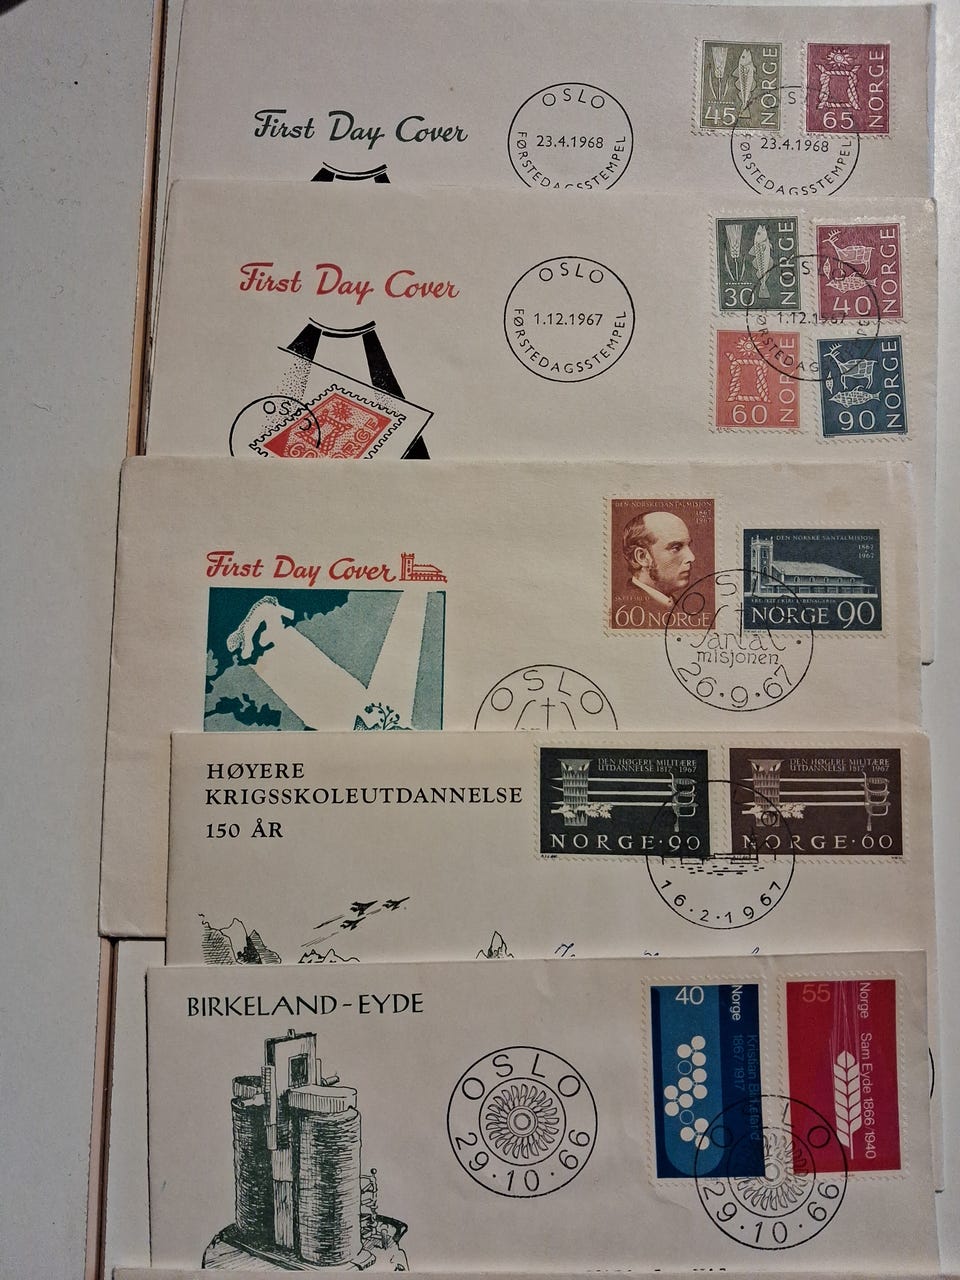 First Day Cover
OSLO
23.4.1968
FØRSTEDAGSSTEMPEL
45 NORGE
65 NORGE
23.4.1968
FØRSTEDAGSSTEMPEL
First Day Cover
OSLO
NORGE
OSLO
1.12.1967
FØRSTEDAGSSTEMPEL
30 NORGE
40 NORGE
60
90 NORGE
1.12.1967
First Day Cover
OSLO
DEN NORSKE SANTALMISJON
1867
1967
SKREFSRUD
60 NORGE
DEN NORSKE SANTALMISJON
1867
1967
NORGE 90
Santal
misjonen
26.9.67
HØYERE
KRIGSSKOLEUTDANNELSE
150 ÅR
DEN HØGERE MILITÆRE
UTDANNELSE 1817·1967
NORGE·90
DEN HØGERE MILITÆRE
UTDANNELSE 1817·1967
NORGE·60
16·2·1967
BIRKELAND-EYDE
OSLO
29·10·66
40 Norge
Kristian Birkeland
1867 1917
55 Norge Sam Eyde 1866 1940
OSLO
29·10·66